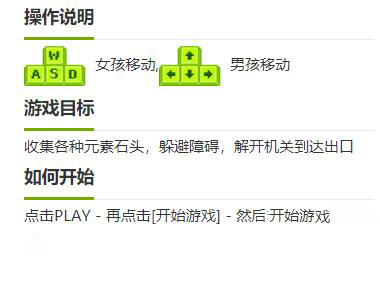 操作说明
W
A S D 女孩移动, ↑
← ↓ → 男孩移动
游戏目标
收集各种元素石头，躲避障碍，解开机关到达出口
如何开始
点击PLAY - 再点击[开始游戏] - 然后开始游戏